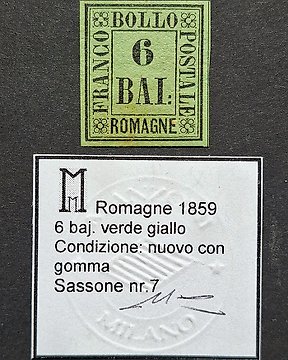 BOLLO
FRANCO
POSTALE
6
BAI:
ROMAGNE
M Romagne 1859
6 baj. verde giallo
Condizione: nuovo con
gomma
Sassone nr.7
MILANO